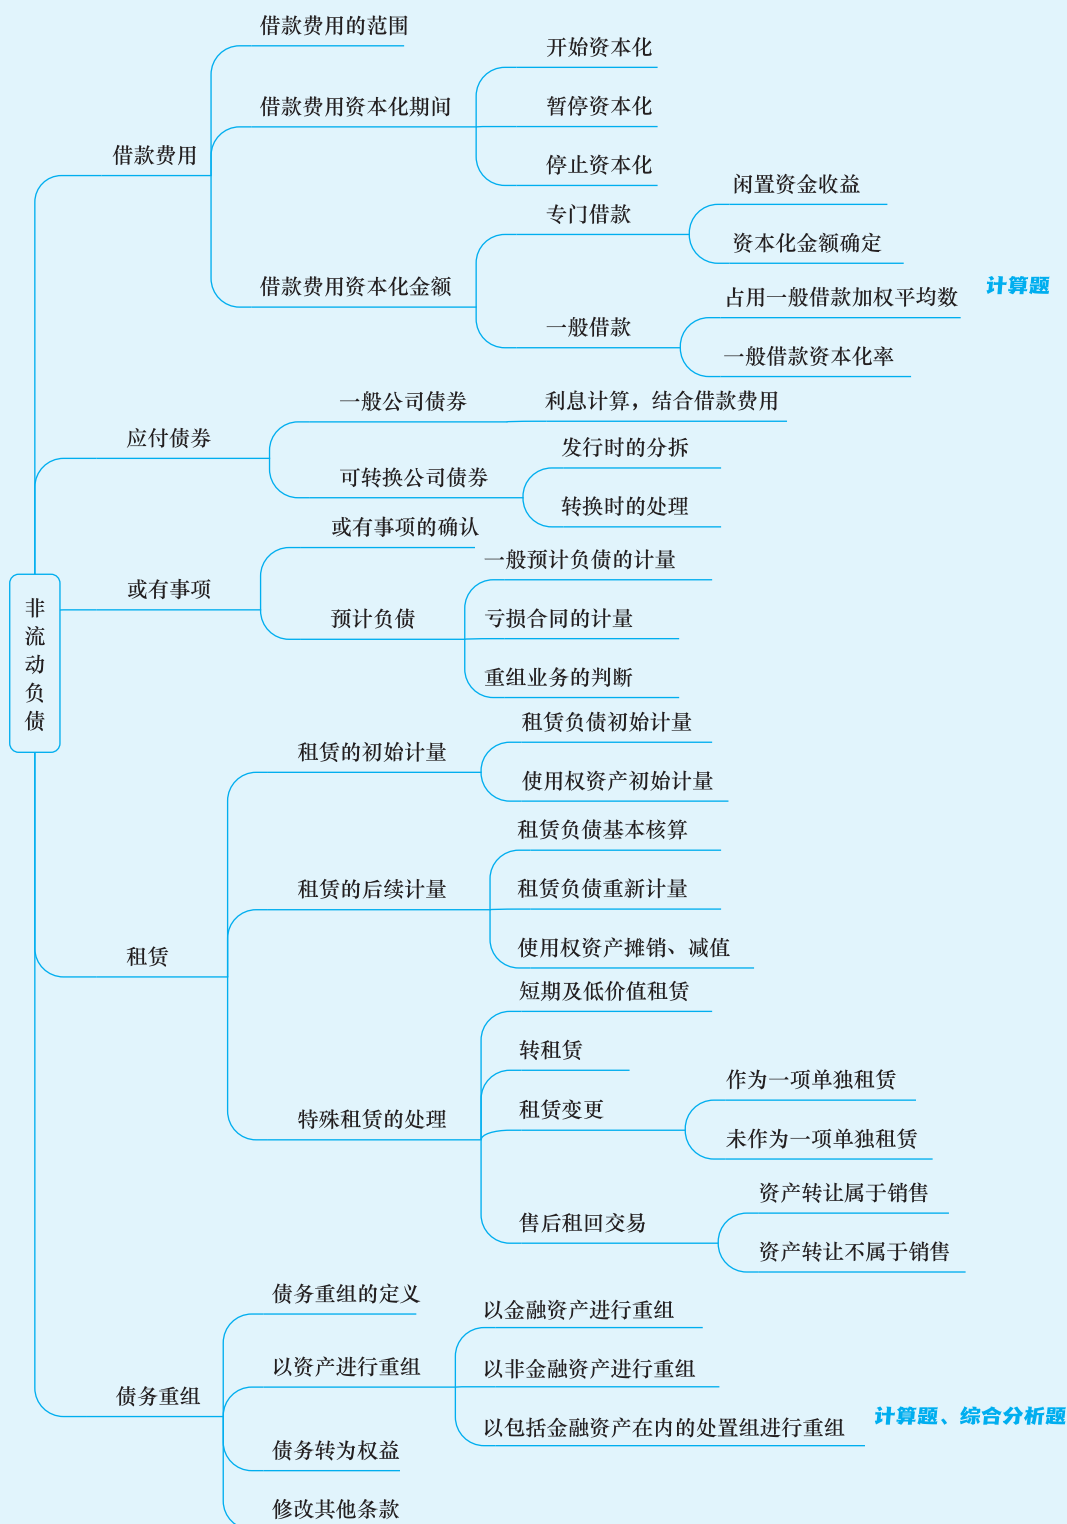 非流动负债
借款费用
借款费用的范围
借款费用资本化期间
开始资本化
暂停资本化
停止资本化
借款费用资本化金额
专门借款
闲置资金收益
资本化金额确定
一般借款
占用一般借款加权平均数
一般借款资本化率
计算题
应付债券
一般公司债券
利息计算，结合借款费用
可转换公司债券
发行时的分拆
转换时的处理
或有事项
或有事项的确认
预计负债
一般预计负债的计量
亏损合同的计量
重组业务的判断
租赁
租赁的初始计量
租赁负债初始计量
使用权资产初始计量
租赁的后续计量
租赁负债基本核算
租赁负债重新计量
使用权资产摊销、减值
特殊租赁的处理
短期及低价值租赁
转租赁
租赁变更
作为一项单独租赁
未作为一项单独租赁
售后租回交易
资产转让属于销售
资产转让不属于销售
债务重组
债务重组的定义
以资产进行重组
以金融资产进行重组
以非金融资产进行重组
以包括金融资产在内的处置组进行重组
计算题、综合分析题
债务转为权益
修改其他条款